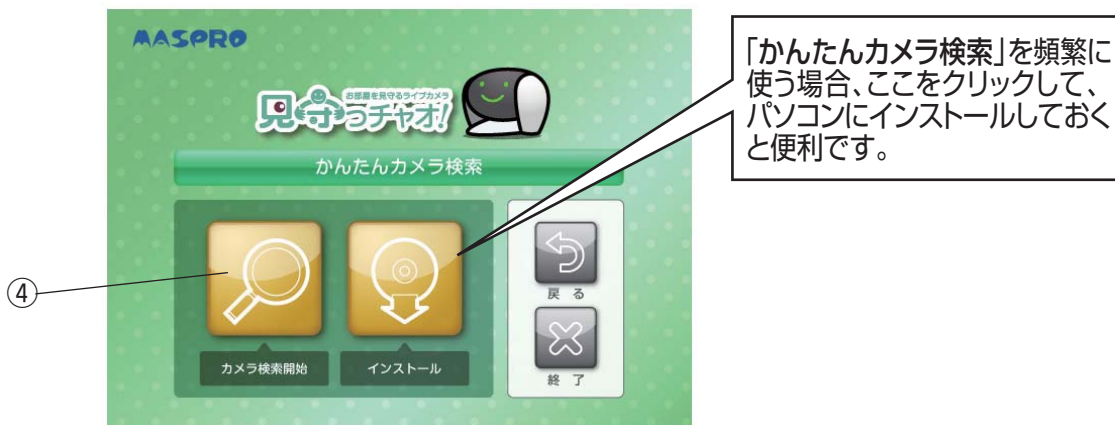 MASPRO
お部屋を見守るライブカメラ
見守っチャオ!
かんたんカメラ検索
「かんたんカメラ検索」を頻繁に
使う場合、ここをクリックして、
パソコンにインストールしておく
と便利です。
④
カメラ検索開始
インストール
戻 る
終 了